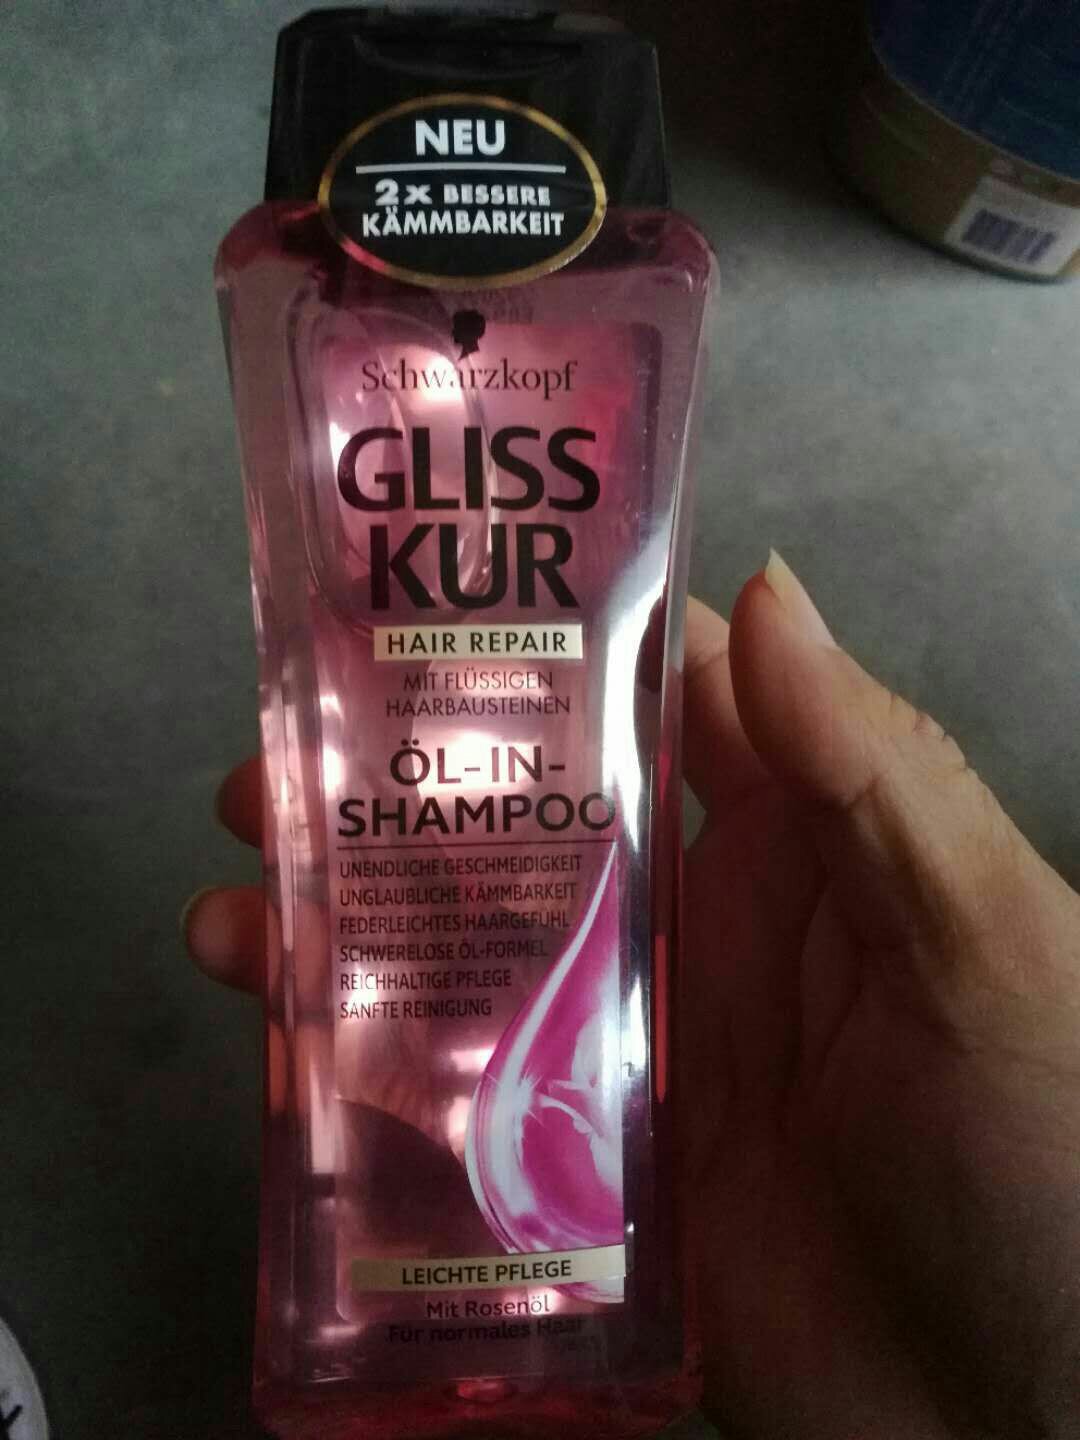 NEU
2x BESSERE
KÄMMBARKEIT
Schwarzkopf
GLISS
KUR
HAIR REPAIR
MIT FLÜSSIGEN
HAARBAUSTEINEN
ÖL-IN-
SHAMPOO
UNENDLICHE GESCHMEIDIGKEIT
UNGLAUBLICHE KÄMMBARKEIT
FEDERLEICHTES HAARGEFÜHL
SCHWERELOSE ÖL-FORMEL
REICHHALTIGE PFLEGE
SANFTE REINIGUNG
LEICHTE PFLEGE
Mit Rosenöl
Für normales Haar